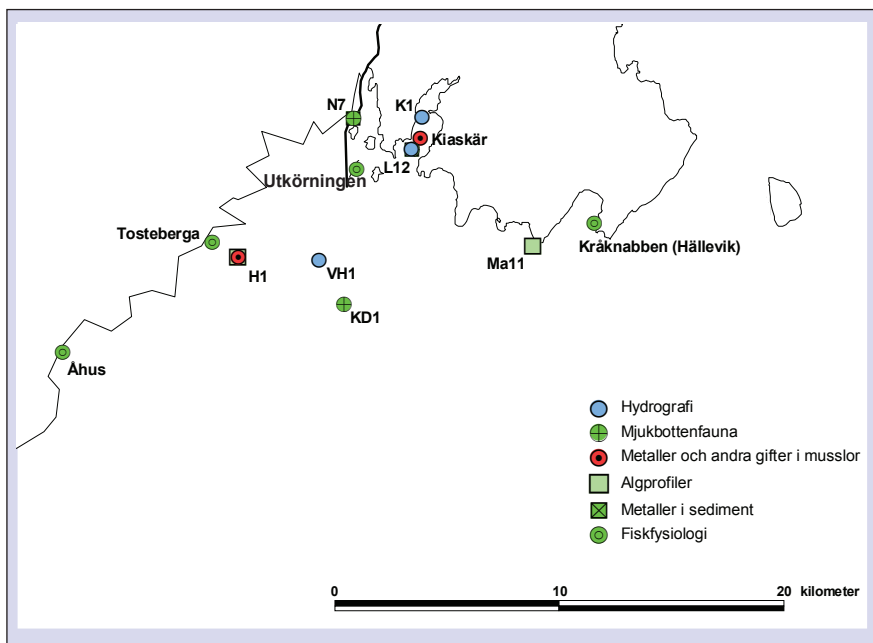 N7
K1
Kiaskär
L12
Utkörningen
Tosteberga
Kråknabben (Hällevik)
Ma11
VH1
H1
KD1
Åhus
Hydrografi
Mjukbottenfauna
Metaller och andra gifter i musslor
Algprofiler
Metaller i sediment
Fiskfysiologi
0 10 20 kilometer